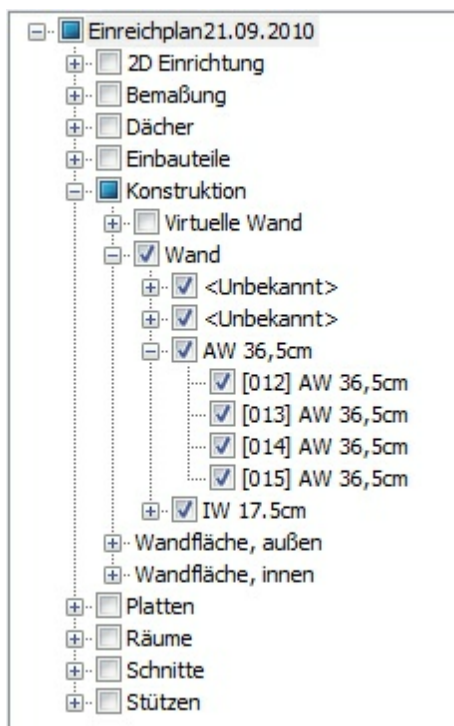 Einreichplan21.09.2010
2D Einrichtung
Bemaßung
Dächer
Einbauteile
Konstruktion
Virtuelle Wand
Wand
<Unbekannt>
<Unbekannt>
AW 36,5cm
[012] AW 36,5cm
[013] AW 36,5cm
[014] AW 36,5cm
[015] AW 36,5cm
IW 17.5cm
Wandfläche, außen
Wandfläche, innen
Platten
Räume
Schnitte
Stützen